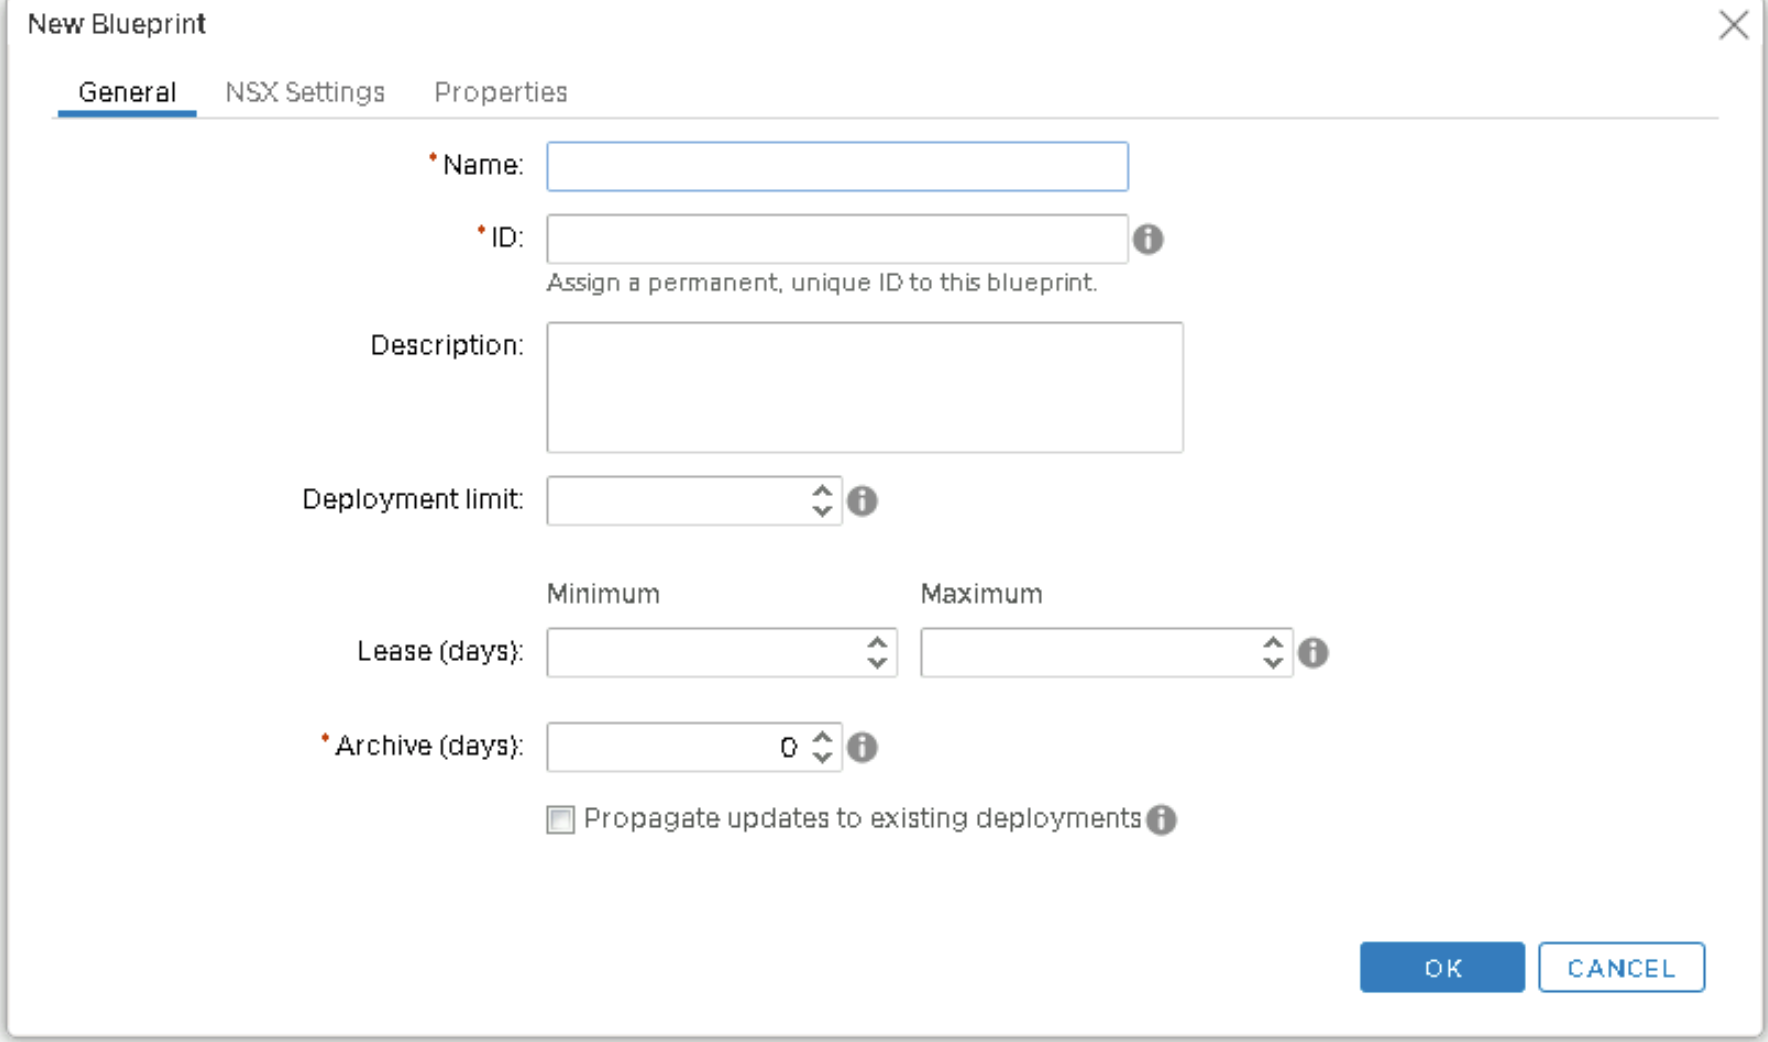 New Blueprint
General NSX Settings Properties
* Name:
* ID:
Assign a permanent, unique ID to this blueprint.
Description:
Deployment limit:
Minimum Maximum
Lease (days):
* Archive (days): 0
Propagate updates to existing deployments
OK CANCEL